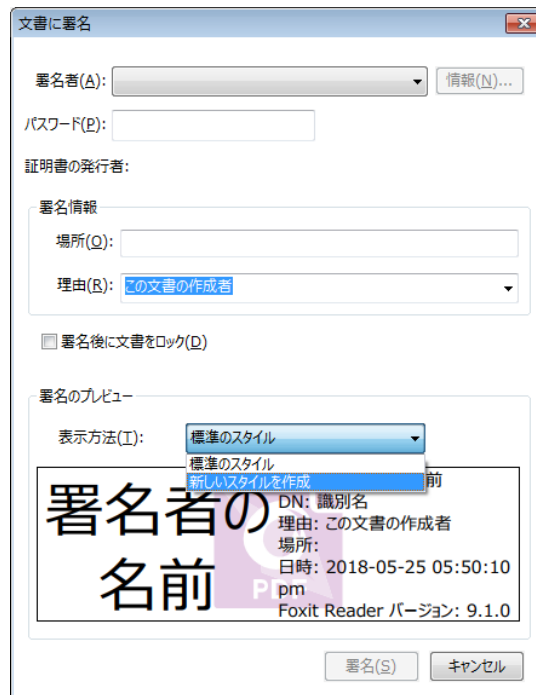 文書に署名
署名者(A):
情報(N)...
パスワード(P):
証明書の発行者:
署名情報
場所(O):
理由(R): この文書の作成者
署名後に文書をロック(D)
署名のプレビュー
表示方法(T): 標準のスタイル
標準のスタイル
新しいスタイルを作成
署名者の
名前
前
DN: 識別名
理由: この文書の作成者
場所:
日時: 2018-05-25 05:50:10
pm
Foxit Reader バージョン: 9.1.0
PDF
署名(S)
キャンセル